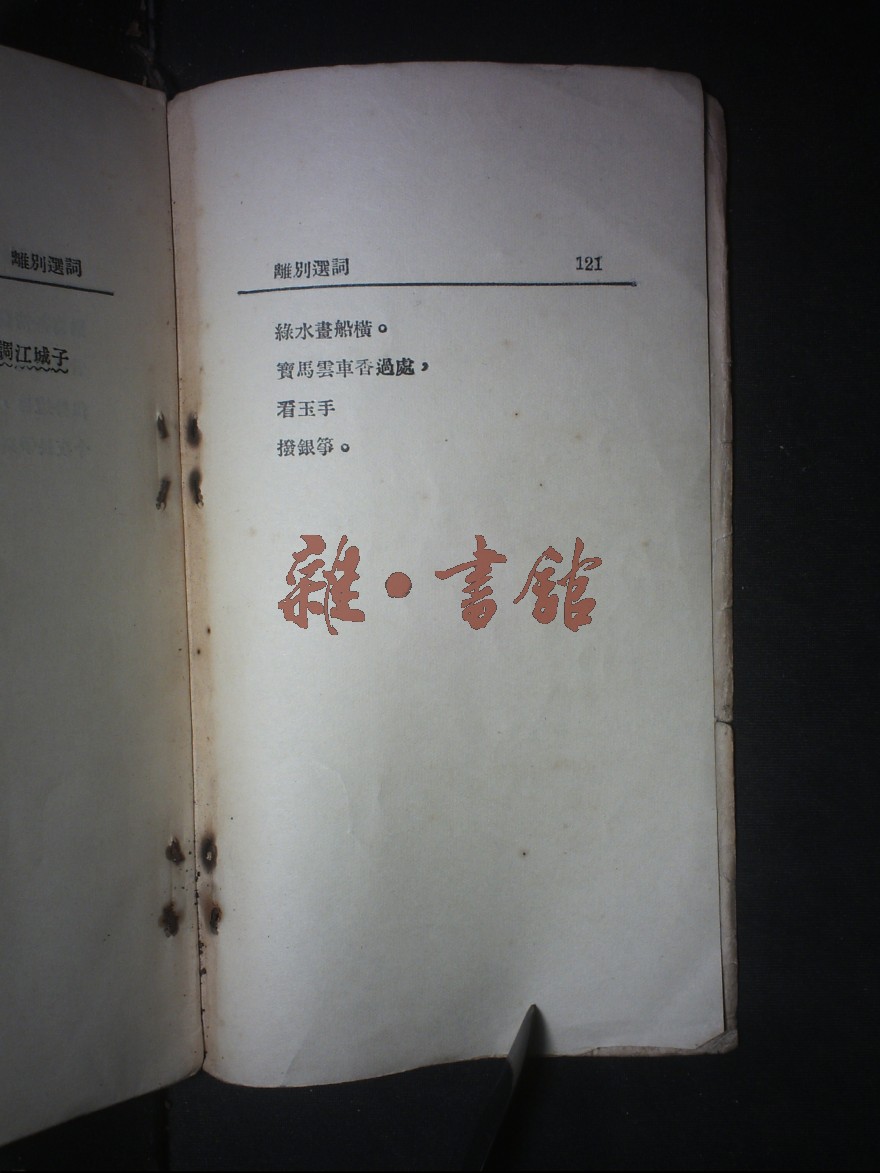 離別選詞
調江城子
離別選詞 121
綠水畫船橫。
寶馬雲車香過處，
看玉手
撥銀箏。
雜·書館